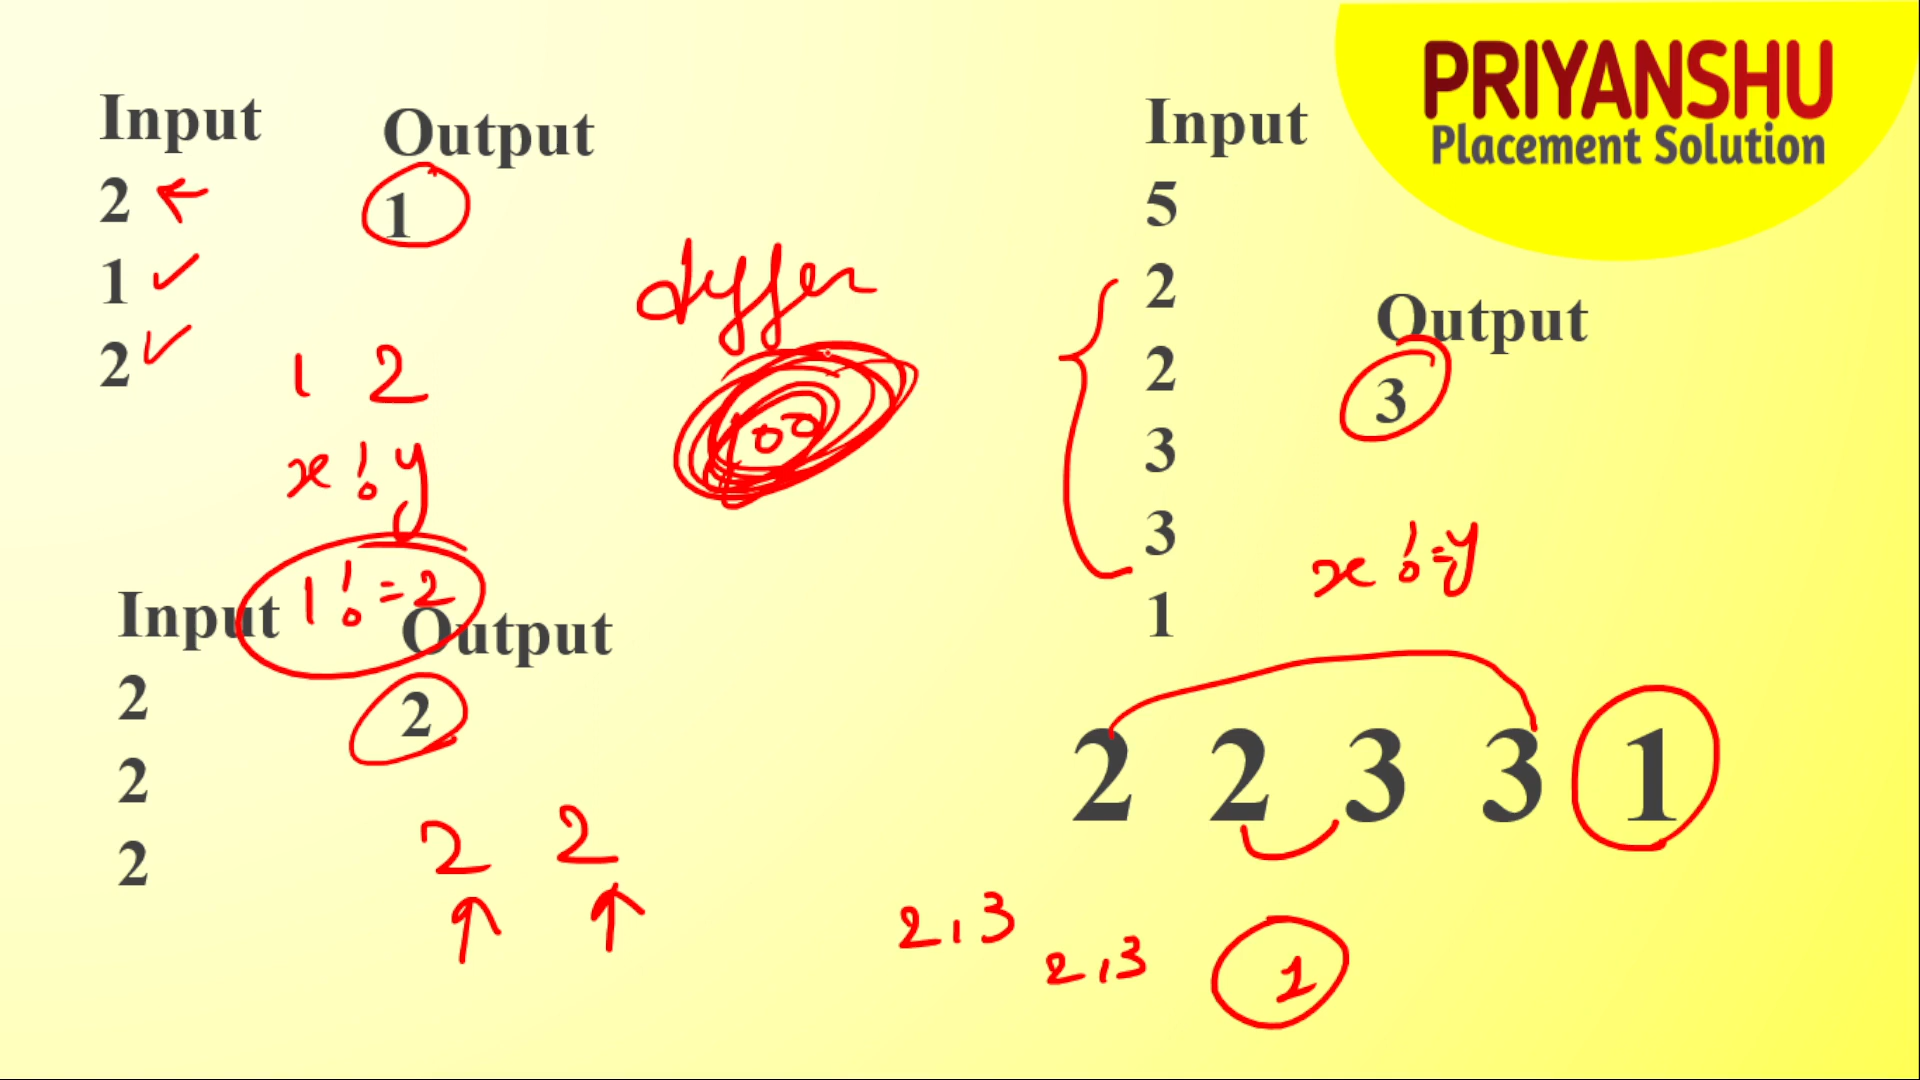 PRIYANSHU
Placement Solution
Input
2
1
2
Output
1
1 2
x ! y
1 != 2
differ
Input
2
2
2
Output
2
2 2
Input
5
2
2
3
3
1
Output
3
x != y
2 2 3 3 1
2,3
2,3
1